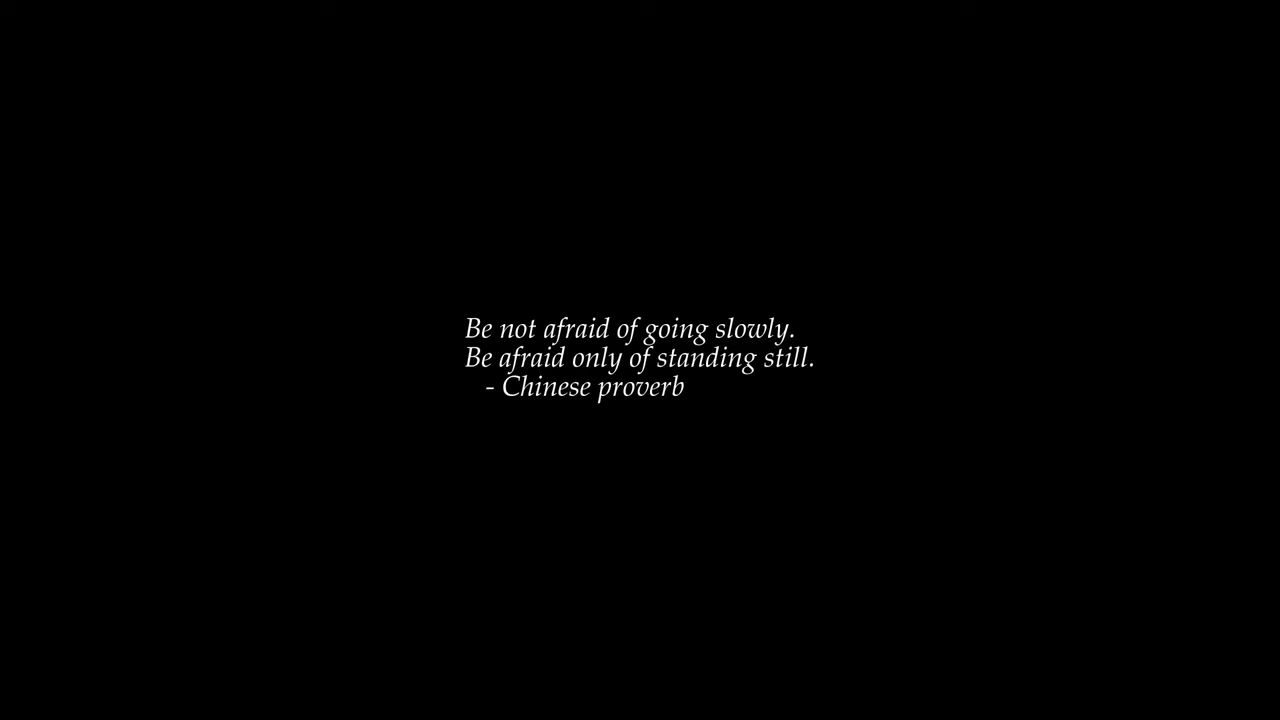 Be not afraid of going slowly.
Be afraid only of standing still.
- Chinese proverb